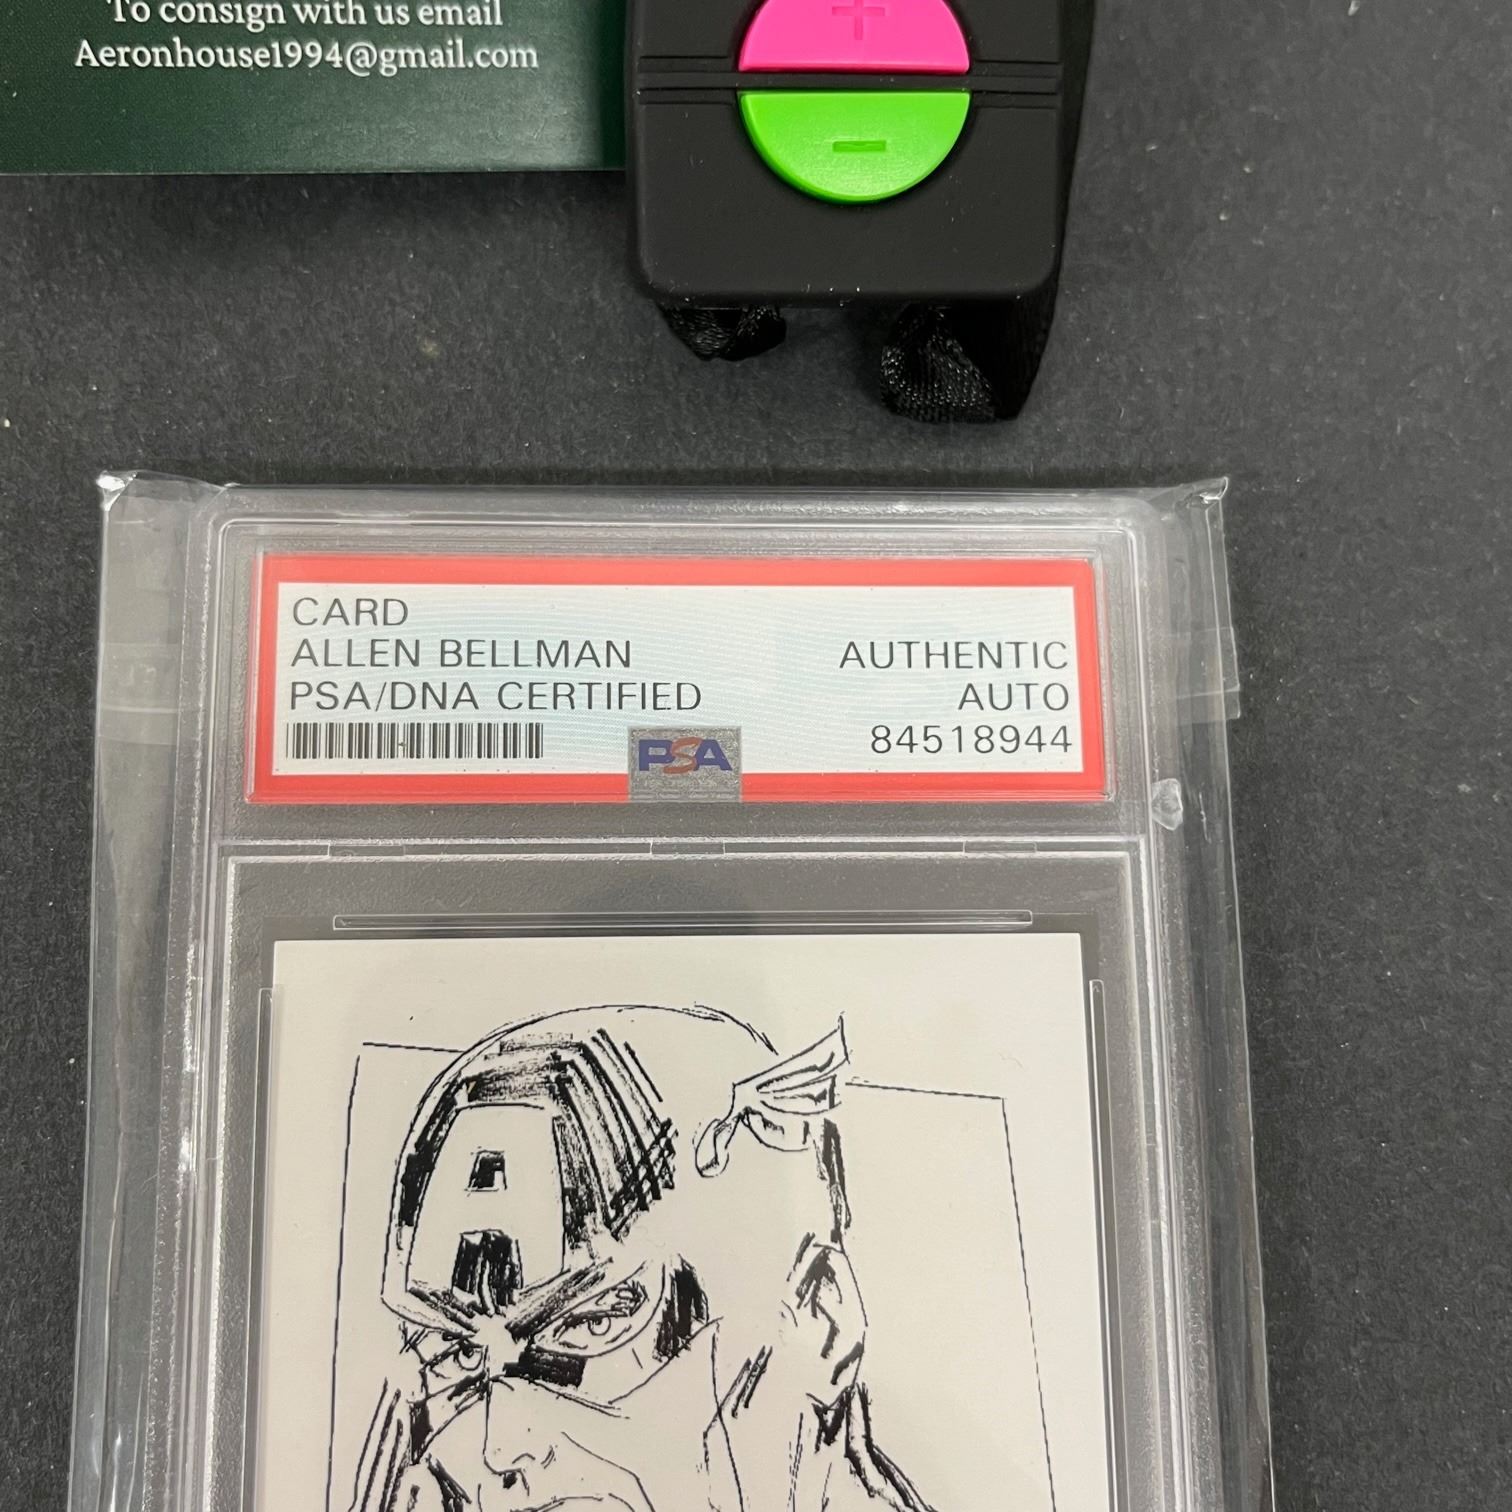 To consign with us email
Aeronhouse1994@gmail.com
+
-
CARD
ALLEN BELLMAN
PSA/DNA CERTIFIED
AUTHENTIC
AUTO
84518944
PSA
A